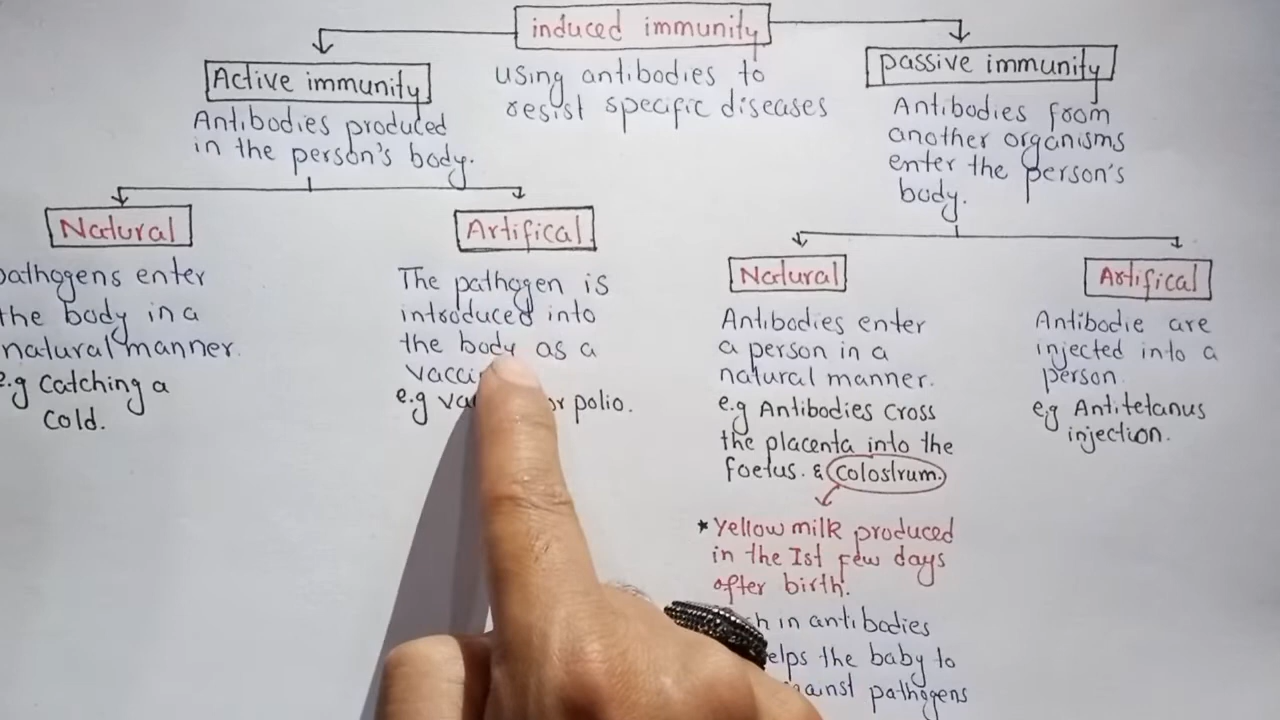 induced immunity
using antibodies to
resist specific diseases
Active immunity
Antibodies produced
in the person's body.
Natural
pathogens enter
the body in a
natural manner.
e.g Catching a
cold.
Artifical
The pathogen is
introduced into
the body as a
e.g polio.
passive immunity
Antibodies from
another organisms
enter the person's
body.
Natural
Antibodies enter
a person in a
natural manner.
e.g Antibodies cross
the placenta into the
foetus. & Colostrum.
* Yellow milk produced
in the Ist few days
after birth.
in antibodies
the baby to
pathogens
Artifical
Antibodie are
injected into a
person.
e.g Antitetanus
injection.